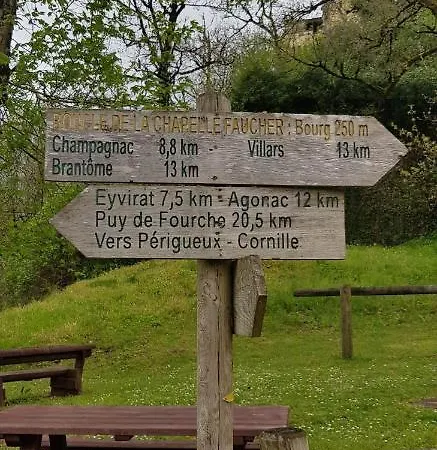 BOUCLE DE LA CHAPELLE FAUCHER : Bourg 250 m
Champagnac 8,8 km - Villars 13 km
Brantôme 13 km
Eyvirat 7,5 km - Agonac 12 km
Puy de Fourche 20,5 km
Vers Périgueux - Cornille